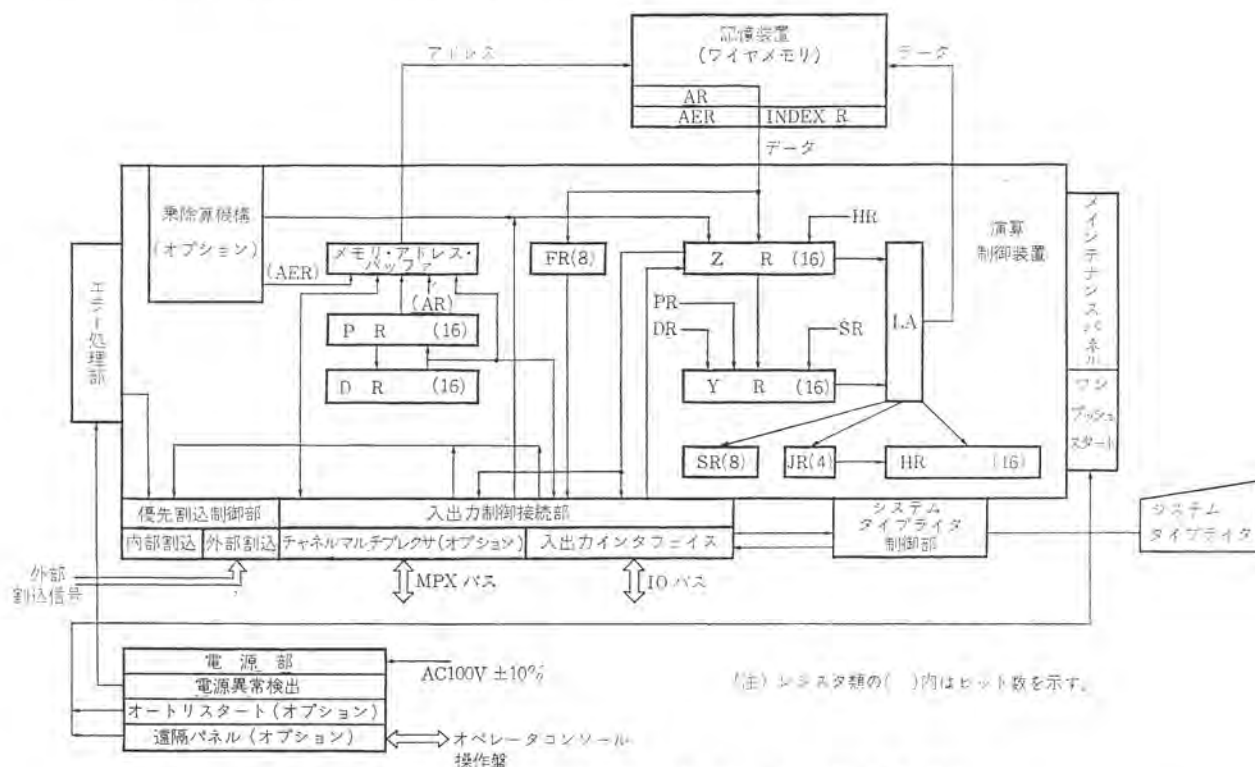 記憶装置
(ワイヤメモリ)
アドレス
データ
AR
AER
INDEX R
データ
乗除算機構
(オプション)
(AER)
メモリ・アドレス・
バッファ
(AR)
P R (16)
D R (16)
FR(8)
HR
Z R (16)
PR
DR
SR
Y R (16)
LA
SR(8)
JR(4)
HR (16)
演算
制御装置
エラー処理部
メインテナンスパネル
ワンプッシュスタート
優先割込制御部
入出力制御接続部
内部割込
外部割込
チャネルマルチプレクサ(オプション)
入出力インタフェイス
システム
タイプライタ
制御部
システム
タイプライタ
外部
割込信号
MPX バス
IO バス
電源部
AC100V ±10%
電源異常検出
オートリスタート(オプション)
遠隔パネル(オプション)
オペレータコンソール
操作盤
(注) レジスタ類の( )内はビット数を示す。